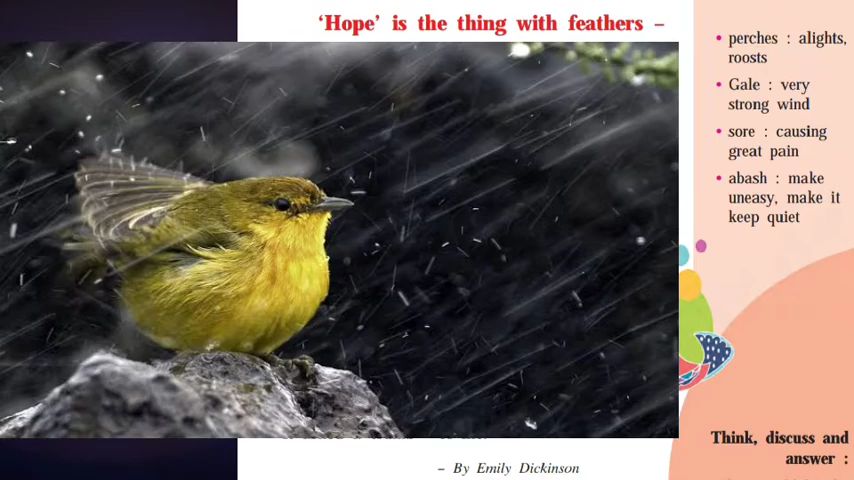 ‘Hope’ is the thing with feathers –
• perches : alights,
roosts
• Gale : very
strong wind
• sore : causing
great pain
• abash : make
uneasy, make it
keep quiet
Think, discuss and
answer :
– By Emily Dickinson